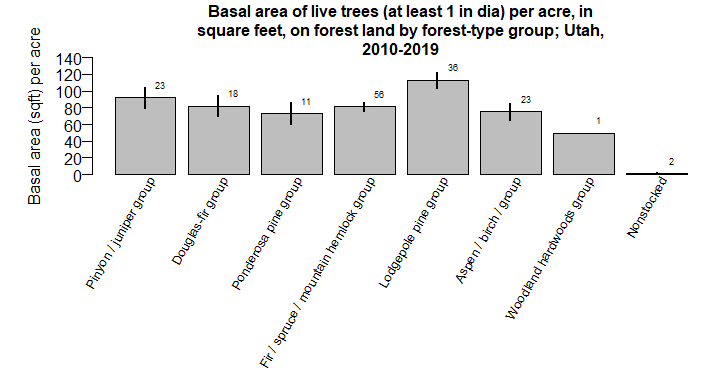 Basal area of live trees (at least 1 in dia) per acre, in
square feet, on forest land by forest-type group; Utah,
2010-2019
Basal area (sqft) per acre
140
120
100
80
60
40
20
0
23
18
11
56
36
23
1
2
Pinyon / juniper group
Douglas-fir group
Ponderosa pine group
Fir / spruce / mountain hemlock group
Lodgepole pine group
Aspen / birch / group
Woodland hardwoods group
Nonstocked